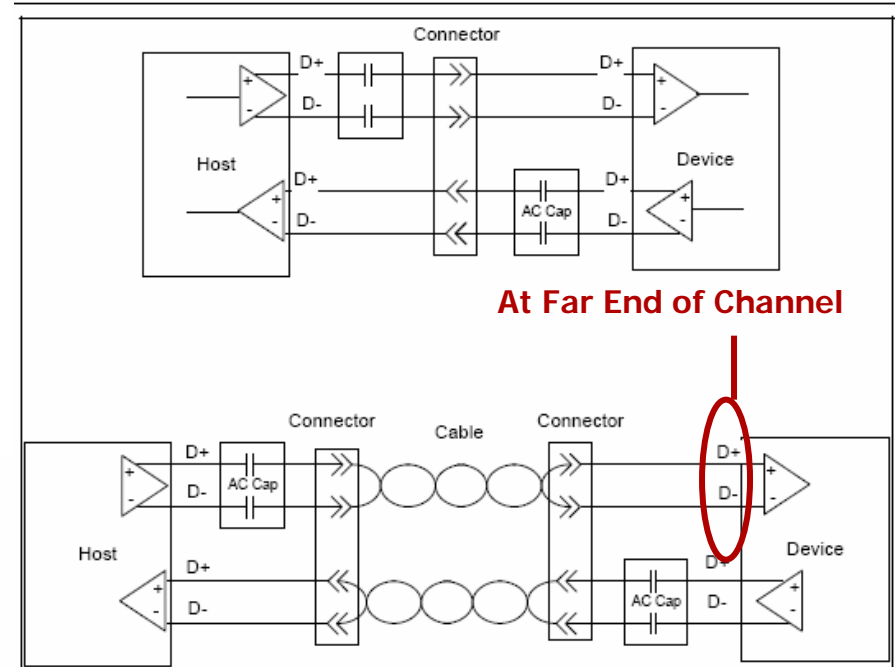 Connector
D+
D+
D-
D-
Host
Device
D+
D+
AC Cap
D-
D-
At Far End of Channel
Connector
Cable
Connector
D+
D+
AC Cap
D-
D-
Host
Device
D+
D+
AC Cap
D-
D-